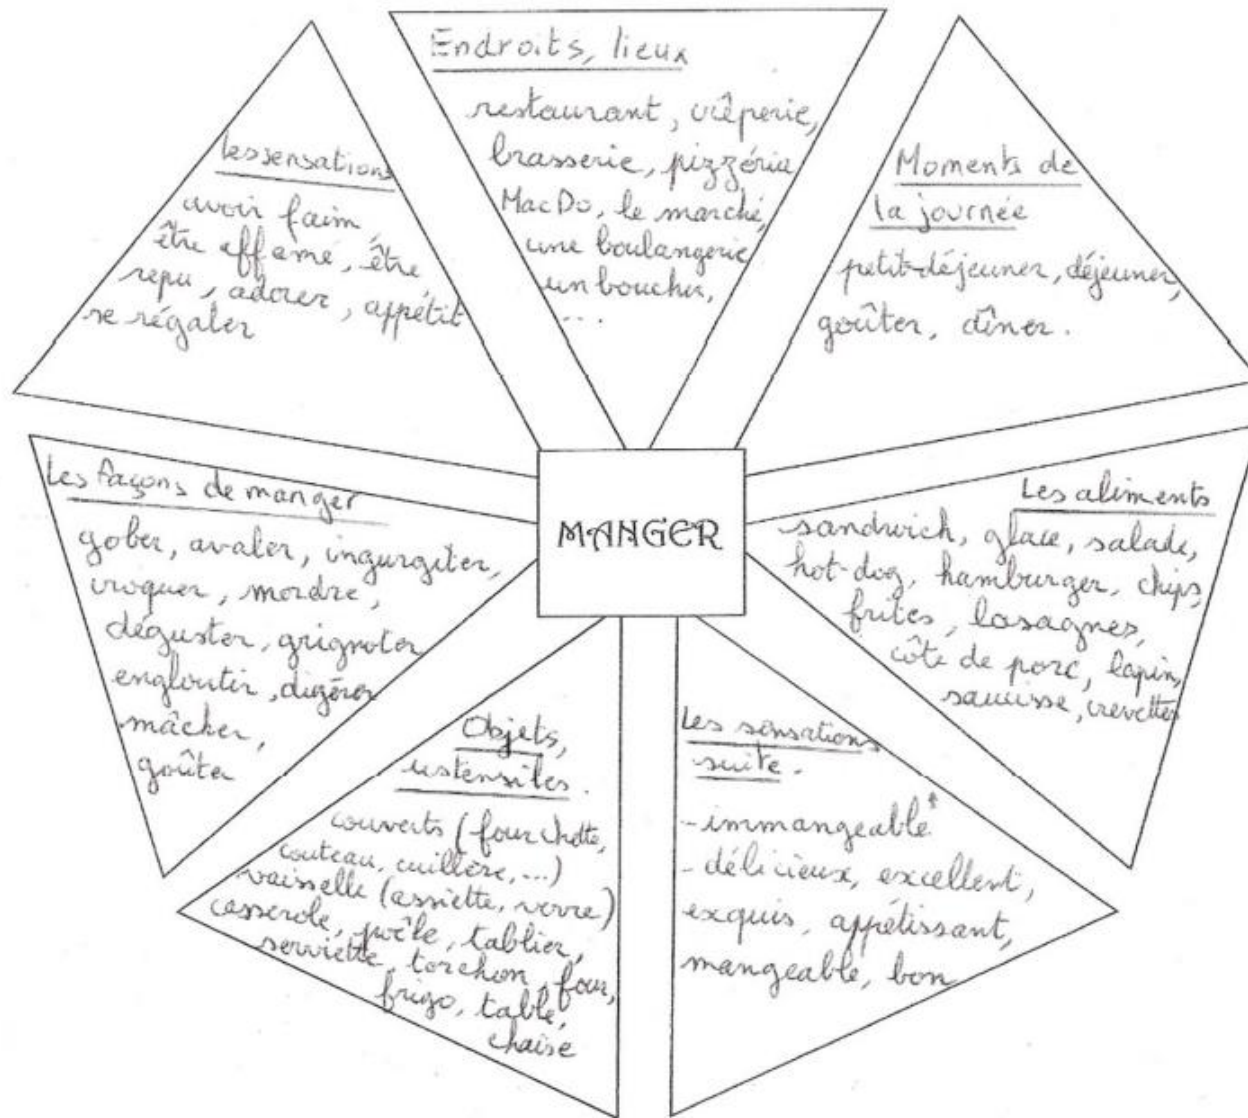 Endroits, lieux
restaurant, crêperie,
brasserie, pizzéria
MacDo, le marché,
une boulangerie
un boucher,
...
Moments de
la journée
petit-déjeuner, déjeuner,
goûter, dîner.
Les aliments
sandwich, glace, salade,
hot-dog, hamburger, chips,
frites, lasagnes,
côte de porc, lapin,
saucisse, crevettes
Les sensations
suite.
- immangeable
- délicieux, excellent,
exquis, appétissant,
mangeable, bon
Objets,
ustensiles.
couverts (fourchette,
couteau, cuillère, ...)
vaisselle (assiette, verre)
casserole, poêle, tablier,
serviette, torchon, four,
frigo, table,
chaise
Les façons de manger
gober, avaler, ingurgiter,
croquer, mordre,
déguster, grignoter
engloutir, digérer
mâcher,
goûter
les sensations
avoir faim,
être affamé, être
repu, adorer, appétit
se régaler
MANGER